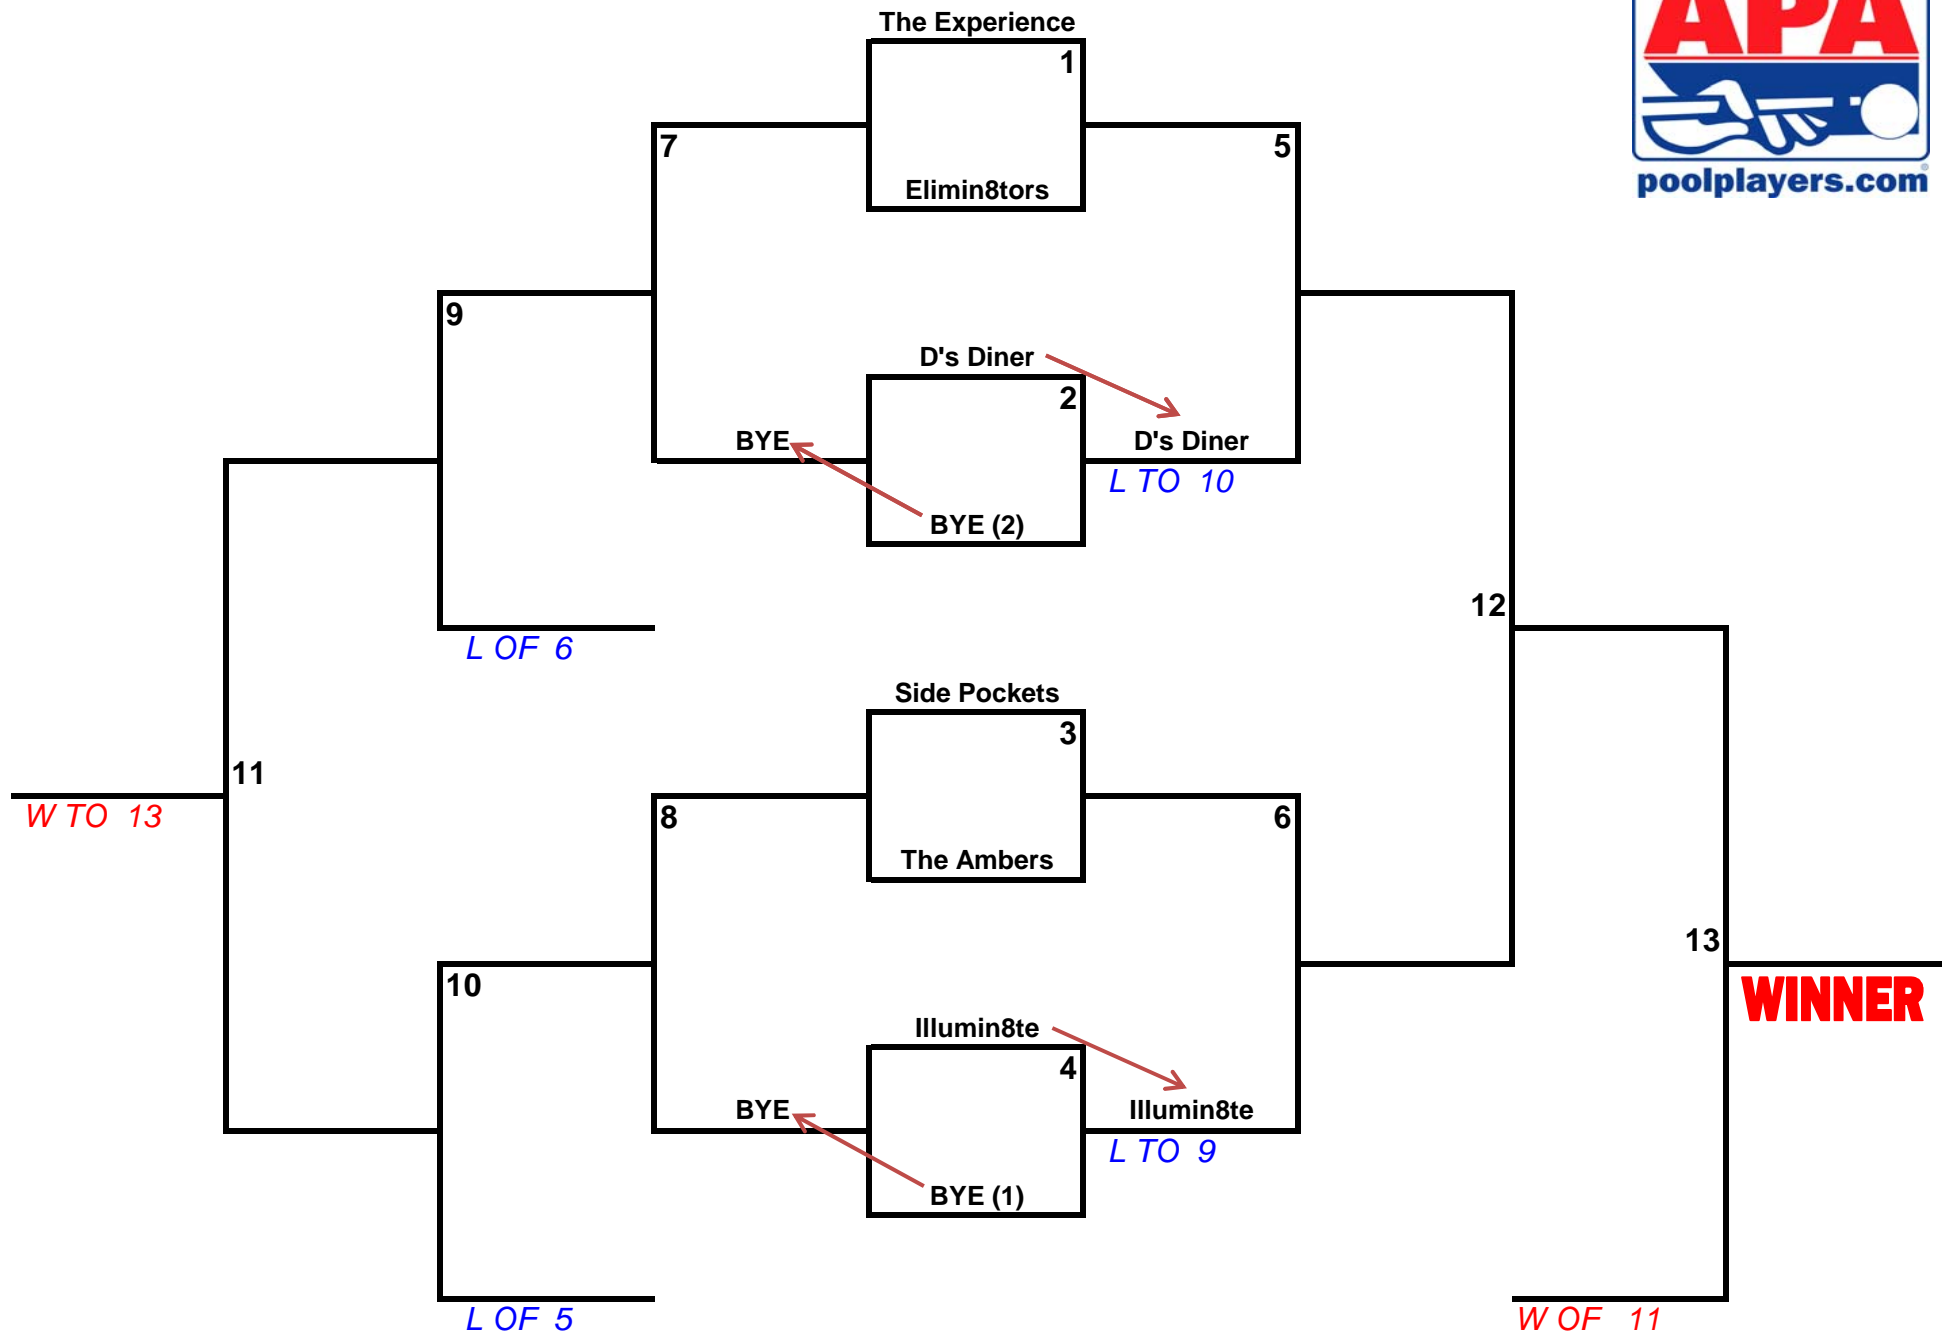 APA
poolplayers.com
The Experience
1
7
5
Elimin8tors
9
D's Diner
2
BYE
D's Diner
L TO 10
BYE (2)
12
L OF 6
Side Pockets
3
11
W TO 13
8
6
The Ambers
13
10
WINNER
Illumin8te
4
BYE
Illumin8te
L TO 9
BYE (1)
L OF 5
W OF 11